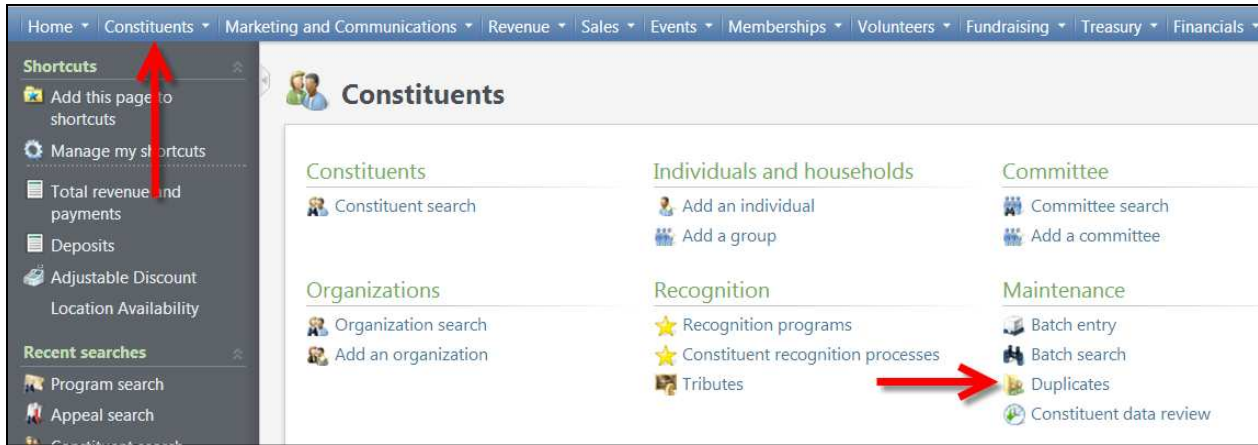 Home Constituents Marketing and Communications Revenue Sales Events Memberships Volunteers Fundraising Treasury Financials
Shortcuts
Add this page to
shortcuts
Manage my shortcuts
Total revenue and
payments
Deposits
Adjustable Discount
Location Availability
Recent searches
Program search
Appeal search
Constituent search
Constituents
Constituents
Constituent search
Individuals and households
Add an individual
Add a group
Committee
Committee search
Add a committee
Organizations
Organization search
Add an organization
Recognition
Recognition programs
Constituent recognition processes
Tributes
Maintenance
Batch entry
Batch search
Duplicates
Constituent data review